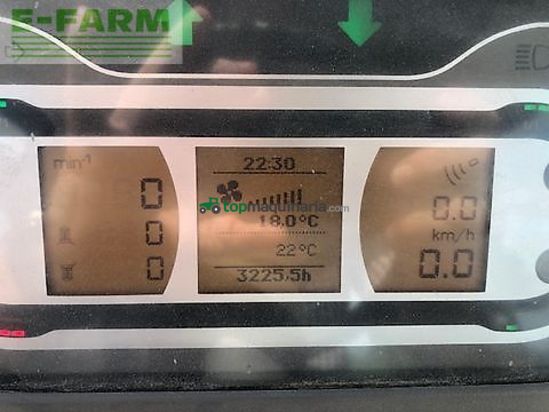 E-FARM
min-1
0
0
0
22:30
topmaquinaria.com
18.0°C
22°C
3225.5h
0.0
km/h
0.0